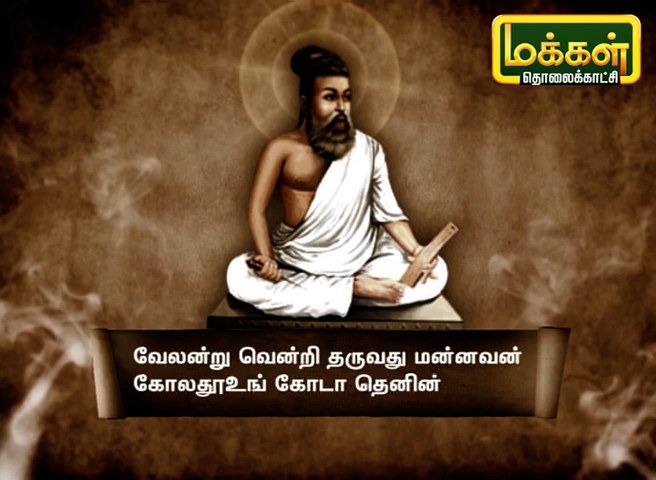 மக்கள்
தொலைக்காட்சி
வேலன்று வென்றி தருவது மன்னவன்
கோலதூஉங் கோடா தெனின்